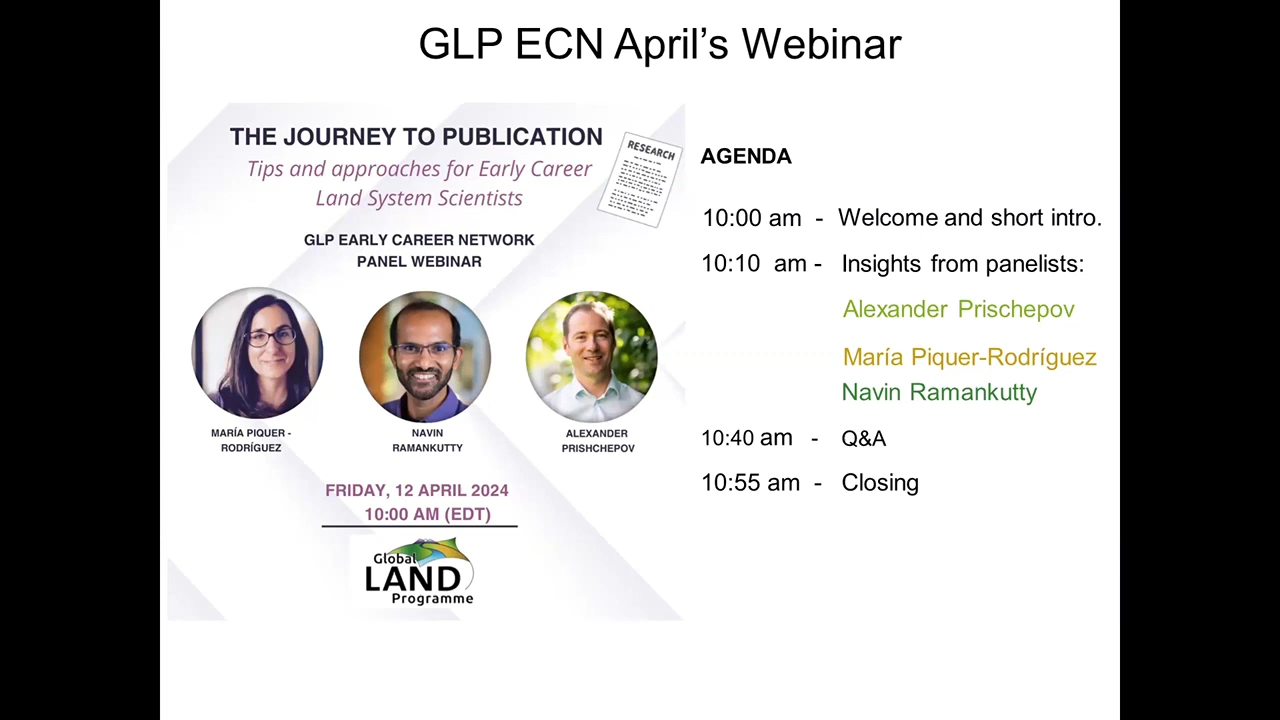 GLP ECN April’s Webinar
THE JOURNEY TO PUBLICATION
Tips and approaches for Early Career
Land System Scientists
RESEARCH
GLP EARLY CAREER NETWORK
PANEL WEBINAR
MARÍA PIQUER -
RODRÍGUEZ
NAVIN
RAMANKUTTY
ALEXANDER
PRISHCHEPOV
FRIDAY, 12 APRIL 2024
10:00 AM (EDT)
Global
LAND
Programme
AGENDA
10:00 am - Welcome and short intro.
10:10 am - Insights from panelists:
Alexander Prischepov
María Piquer-Rodríguez
Navin Ramankutty
10:40 am - Q&A
10:55 am - Closing